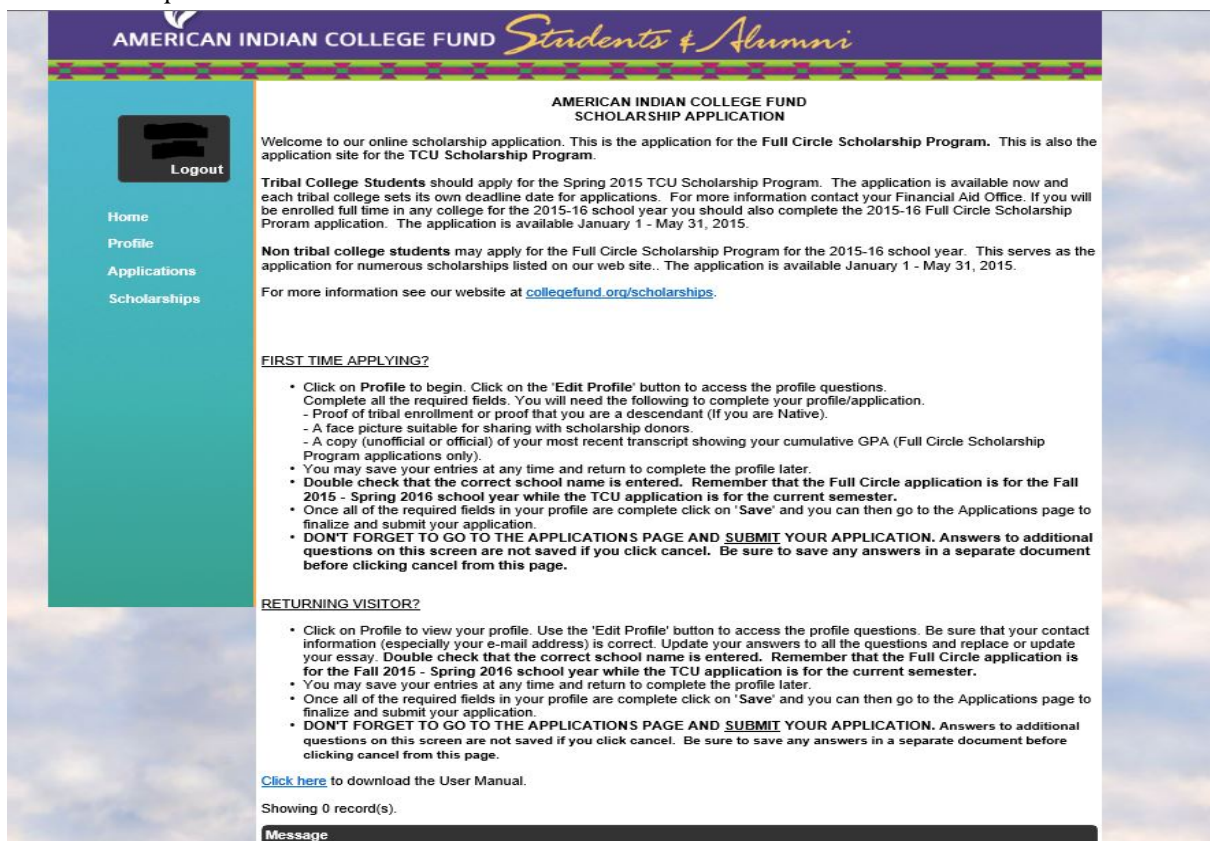 AMERICAN INDIAN COLLEGE FUND Students & Alumni
Logout
Home
Profile
Applications
Scholarships
AMERICAN INDIAN COLLEGE FUND
SCHOLARSHIP APPLICATION
Welcome to our online scholarship application. This is the application for the Full Circle Scholarship Program. This is also the
application site for the TCU Scholarship Program.
Tribal College Students should apply for the Spring 2015 TCU Scholarship Program. The application is available now and
each tribal college sets its own deadline date for applications. For more information contact your Financial Aid Office. If you will
be enrolled full time in any college for the 2015-16 school year you should also complete the 2015-16 Full Circle Scholarship
Proram application. The application is available January 1 - May 31, 2015.
Non tribal college students may apply for the Full Circle Scholarship Program for the 2015-16 school year. This serves as the
application for numerous scholarships listed on our web site.. The application is available January 1 - May 31, 2015.
For more information see our website at collegefund.org/scholarships.
FIRST TIME APPLYING?
• Click on Profile to begin. Click on the 'Edit Profile' button to access the profile questions.
Complete all the required fields. You will need the following to complete your profile/application.
- Proof of tribal enrollment or proof that you are a descendant (If you are Native).
- A face picture suitable for sharing with scholarship donors.
- A copy (unofficial or official) of your most recent transcript showing your cumulative GPA (Full Circle Scholarship
Program applications only).
• You may save your entries at any time and return to complete the profile later.
• Double check that the correct school name is entered. Remember that the Full Circle application is for the Fall
2015 - Spring 2016 school year while the TCU application is for the current semester.
• Once all of the required fields in your profile are complete click on 'Save' and you can then go to the Applications page to
finalize and submit your application.
• DON'T FORGET TO GO TO THE APPLICATIONS PAGE AND SUBMIT YOUR APPLICATION. Answers to additional
questions on this screen are not saved if you click cancel. Be sure to save any answers in a separate document
before clicking cancel from this page.
RETURNING VISITOR?
• Click on Profile to view your profile. Use the 'Edit Profile' button to access the profile questions. Be sure that your contact
information (especially your e-mail address) is correct. Update your answers to all the questions and replace or update
your essay. Double check that the correct school name is entered. Remember that the Full Circle application is
for the Fall 2015 - Spring 2016 school year while the TCU application is for the current semester.
• You may save your entries at any time and return to complete the profile later.
• Once all of the required fields in your profile are complete click on 'Save' and you can then go to the Applications page to
finalize and submit your application.
• DON'T FORGET TO GO TO THE APPLICATIONS PAGE AND SUBMIT YOUR APPLICATION. Answers to additional
questions on this screen are not saved if you click cancel. Be sure to save any answers in a separate document before
clicking cancel from this page.
Click here to download the User Manual.
Showing 0 record(s).
Message